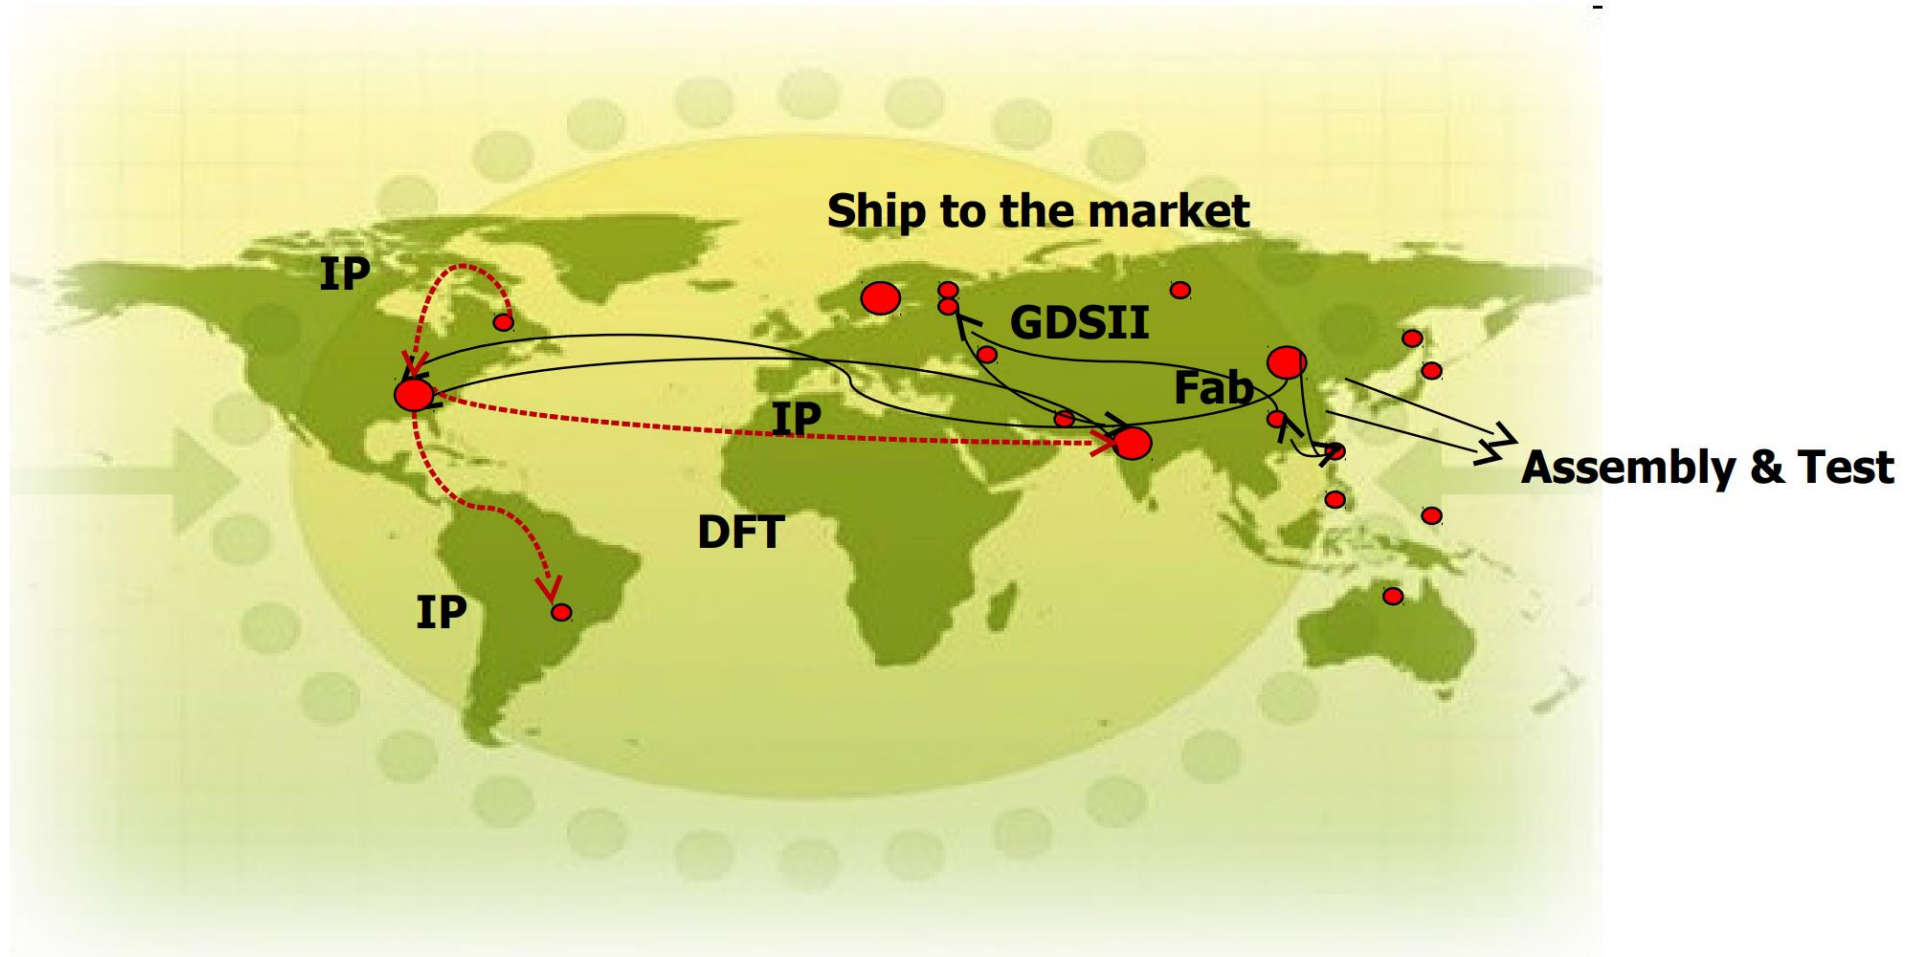 Ship to the market
IP
GDSII
Fab
IP
Assembly & Test
DFT
IP